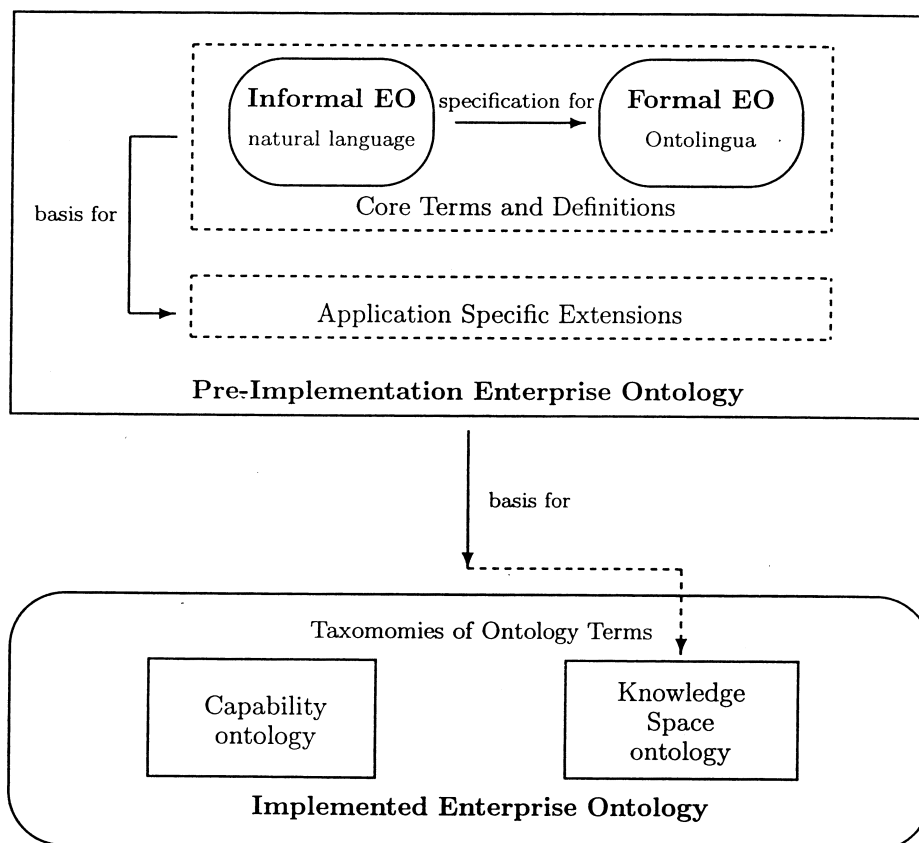 Informal EO
specification for
Formal EO
natural language
Ontolingua
Core Terms and Definitions
basis for
Application Specific Extensions
Pre-Implementation Enterprise Ontology
basis for
Taxomomies of Ontology Terms
Capability
ontology
Knowledge
Space
ontology
Implemented Enterprise Ontology